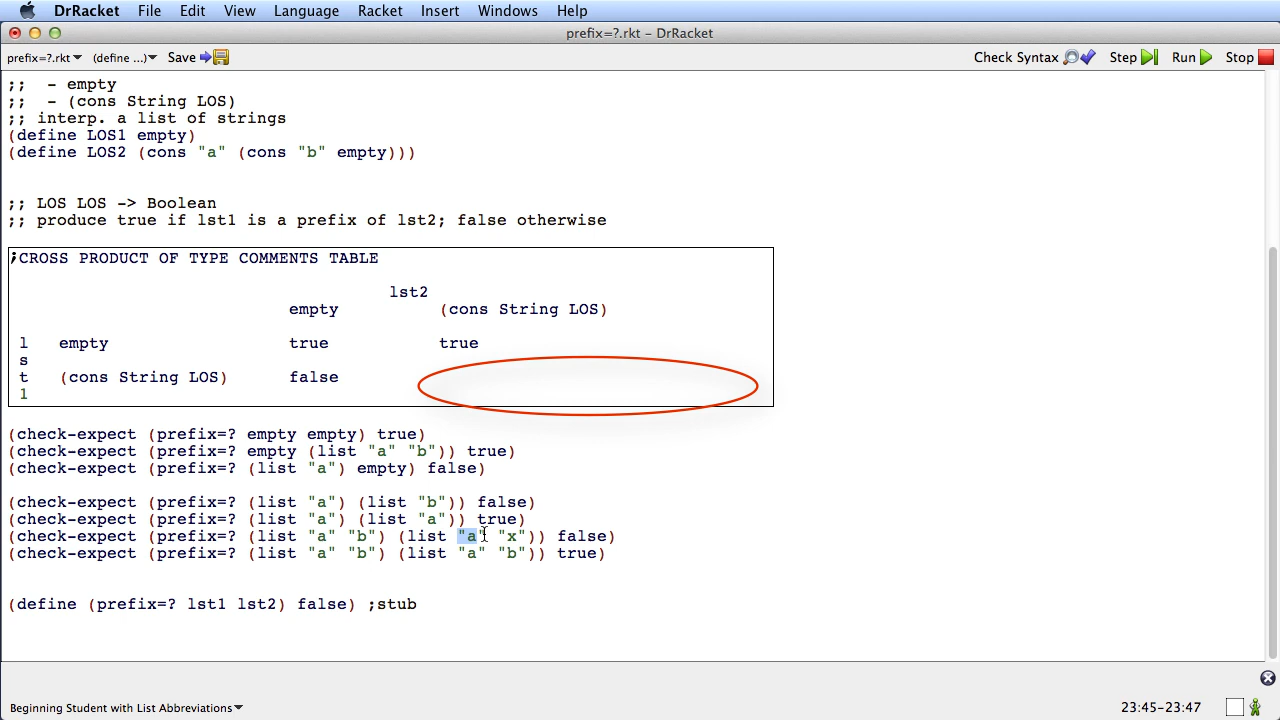 DrRacket File Edit View Language Racket Insert Windows Help
prefix=?.rkt – DrRacket
prefix=?.rkt (define ...) Save Check Syntax Step Run Stop
;;  - empty
;;  - (cons String LOS)
;; interp. a list of strings
(define LOS1 empty)
(define LOS2 (cons "a" (cons "b" empty)))
;; LOS LOS -> Boolean
;; produce true if lst1 is a prefix of lst2; false otherwise
;CROSS PRODUCT OF TYPE COMMENTS TABLE
lst2
empty (cons String LOS)
l empty true true
s
t (cons String LOS) false
1
(check-expect (prefix=? empty empty) true)
(check-expect (prefix=? empty (list "a" "b")) true)
(check-expect (prefix=? (list "a") empty) false)
(check-expect (prefix=? (list "a") (list "b")) false)
(check-expect (prefix=? (list "a") (list "a")) true)
(check-expect (prefix=? (list "a" "b") (list "a" "x")) false)
(check-expect (prefix=? (list "a" "b") (list "a" "b")) true)
(define (prefix=? lst1 lst2) false) ;stub
Beginning Student with List Abbreviations 23:45-23:47